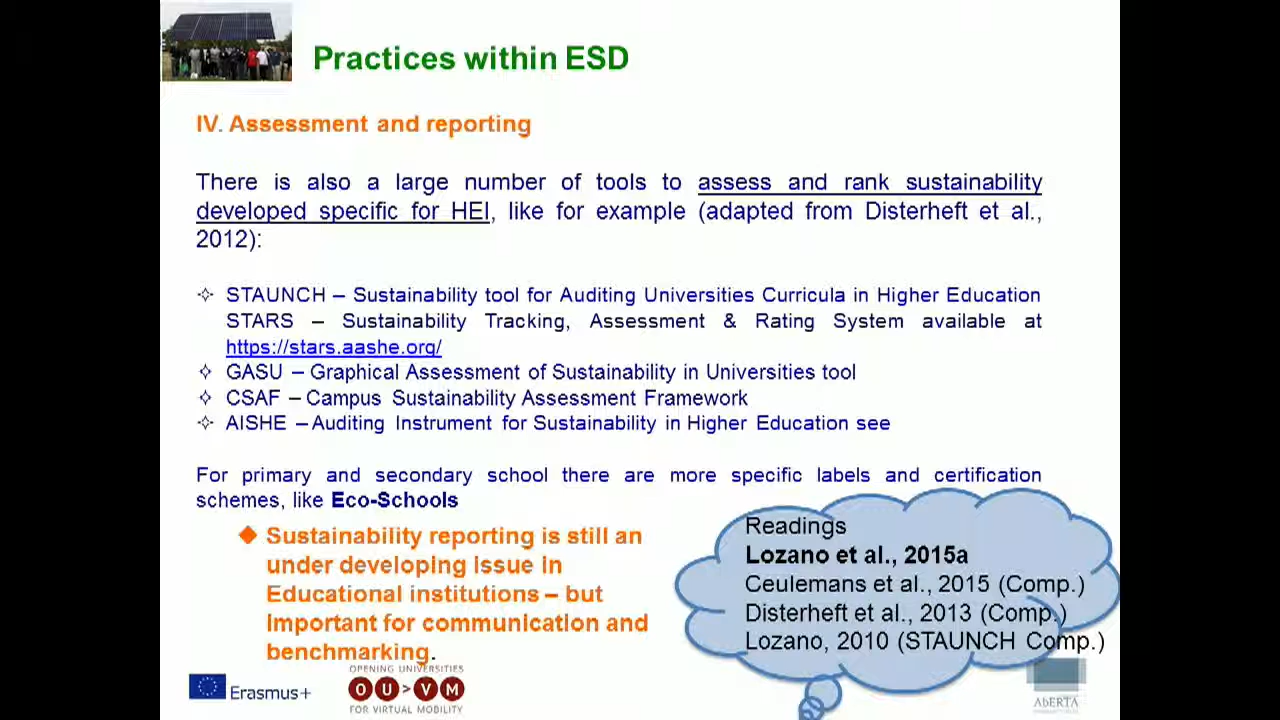 Practices within ESD
IV. Assessment and reporting
There is also a large number of tools to assess and rank sustainability
developed specific for HEI, like for example (adapted from Disterheft et al.,
2012):
✧ STAUNCH – Sustainability tool for Auditing Universities Curricula in Higher Education
STARS – Sustainability Tracking, Assessment & Rating System available at
https://stars.aashe.org/
✧ GASU – Graphical Assessment of Sustainability in Universities tool
✧ CSAF – Campus Sustainability Assessment Framework
✧ AISHE – Auditing Instrument for Sustainability in Higher Education see
For primary and secondary school there are more specific labels and certification
schemes, like Eco-Schools
◆ Sustainability reporting is still an
under developing issue in
Educational institutions – but
important for communication and
benchmarking.
Readings
Lozano et al., 2015a
Ceulemans et al., 2015 (Comp.)
Disterheft et al., 2013 (Comp.)
Lozano, 2010 (STAUNCH Comp.)
Erasmus+
OPENING UNIVERSITIES
OU>VM
FOR VIRTUAL MOBILITY
AbERTA